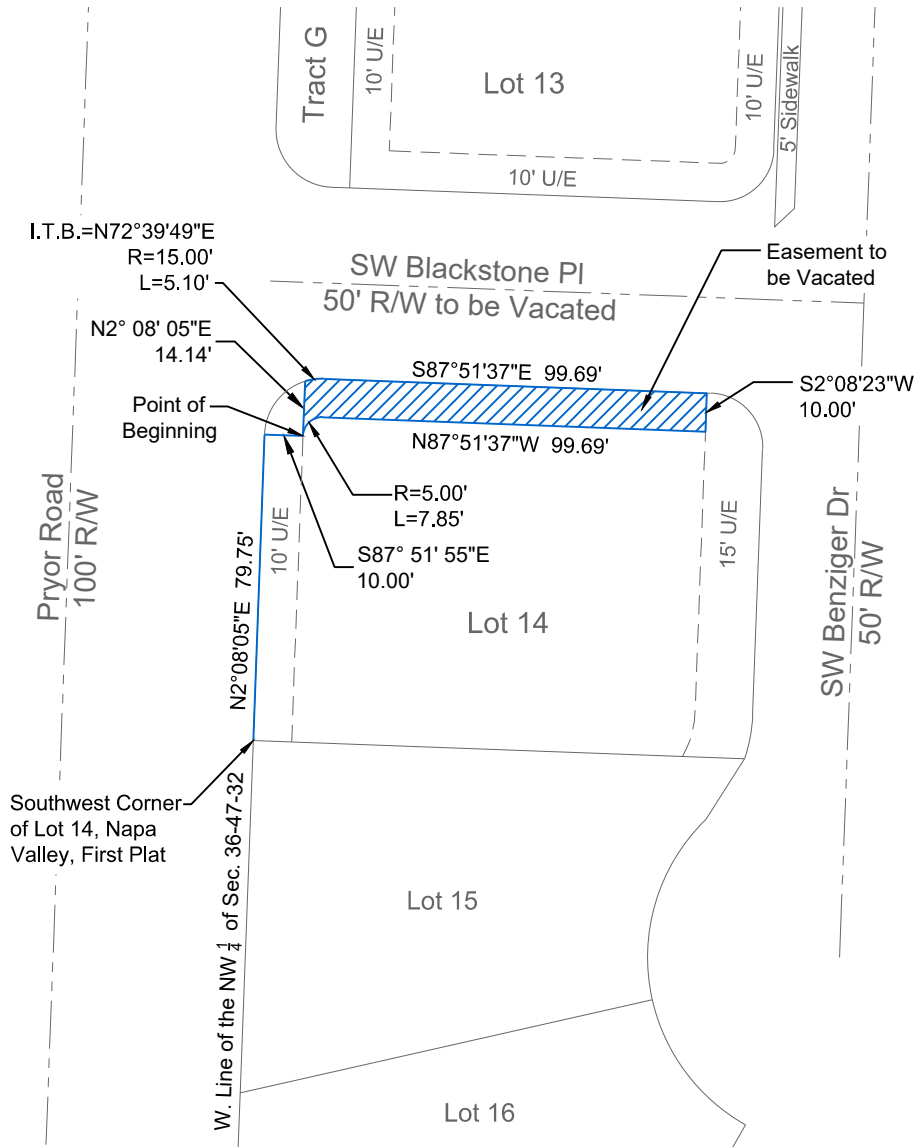 Tract G
10' U/E
Lot 13
10' U/E
5' Sidewalk
10' U/E
I.T.B.=N72°39'49"E
R=15.00'
L=5.10'
SW Blackstone Pl
50' R/W to be Vacated
Easement to
be Vacated
N2° 08' 05"E
14.14'
S87°51'37"E 99.69'
S2°08'23"W
10.00'
Point of
Beginning
N87°51'37"W 99.69'
R=5.00'
L=7.85'
S87° 51' 55"E
10.00'
Pryor Road
100' R/W
N2°08'05"E 79.75'
10' U/E
Lot 14
15' U/E
SW Benziger Dr
50' R/W
Southwest Corner
of Lot 14, Napa
Valley, First Plat
W. Line of the NW 1/4 of Sec. 36-47-32
Lot 15
Lot 16